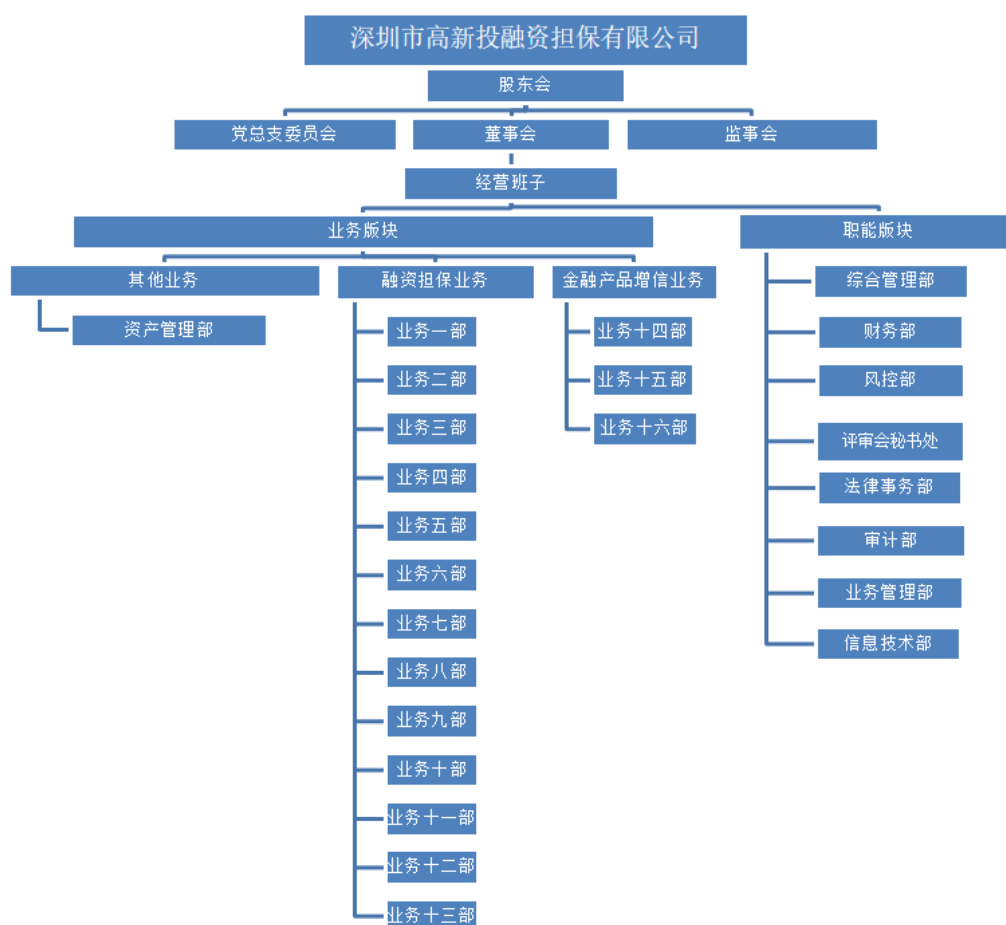 深圳市高新投融资担保有限公司
股东会
党总支委员会
董事会
监事会
经营班子
业务版块
职能版块
其他业务
融资担保业务
金融产品增信业务
资产管理部
业务一部
业务二部
业务三部
业务四部
业务五部
业务六部
业务七部
业务八部
业务九部
业务十部
业务十一部
业务十二部
业务十三部
业务十四部
业务十五部
业务十六部
综合管理部
财务部
风控部
评审会秘书处
法律事务部
审计部
业务管理部
信息技术部